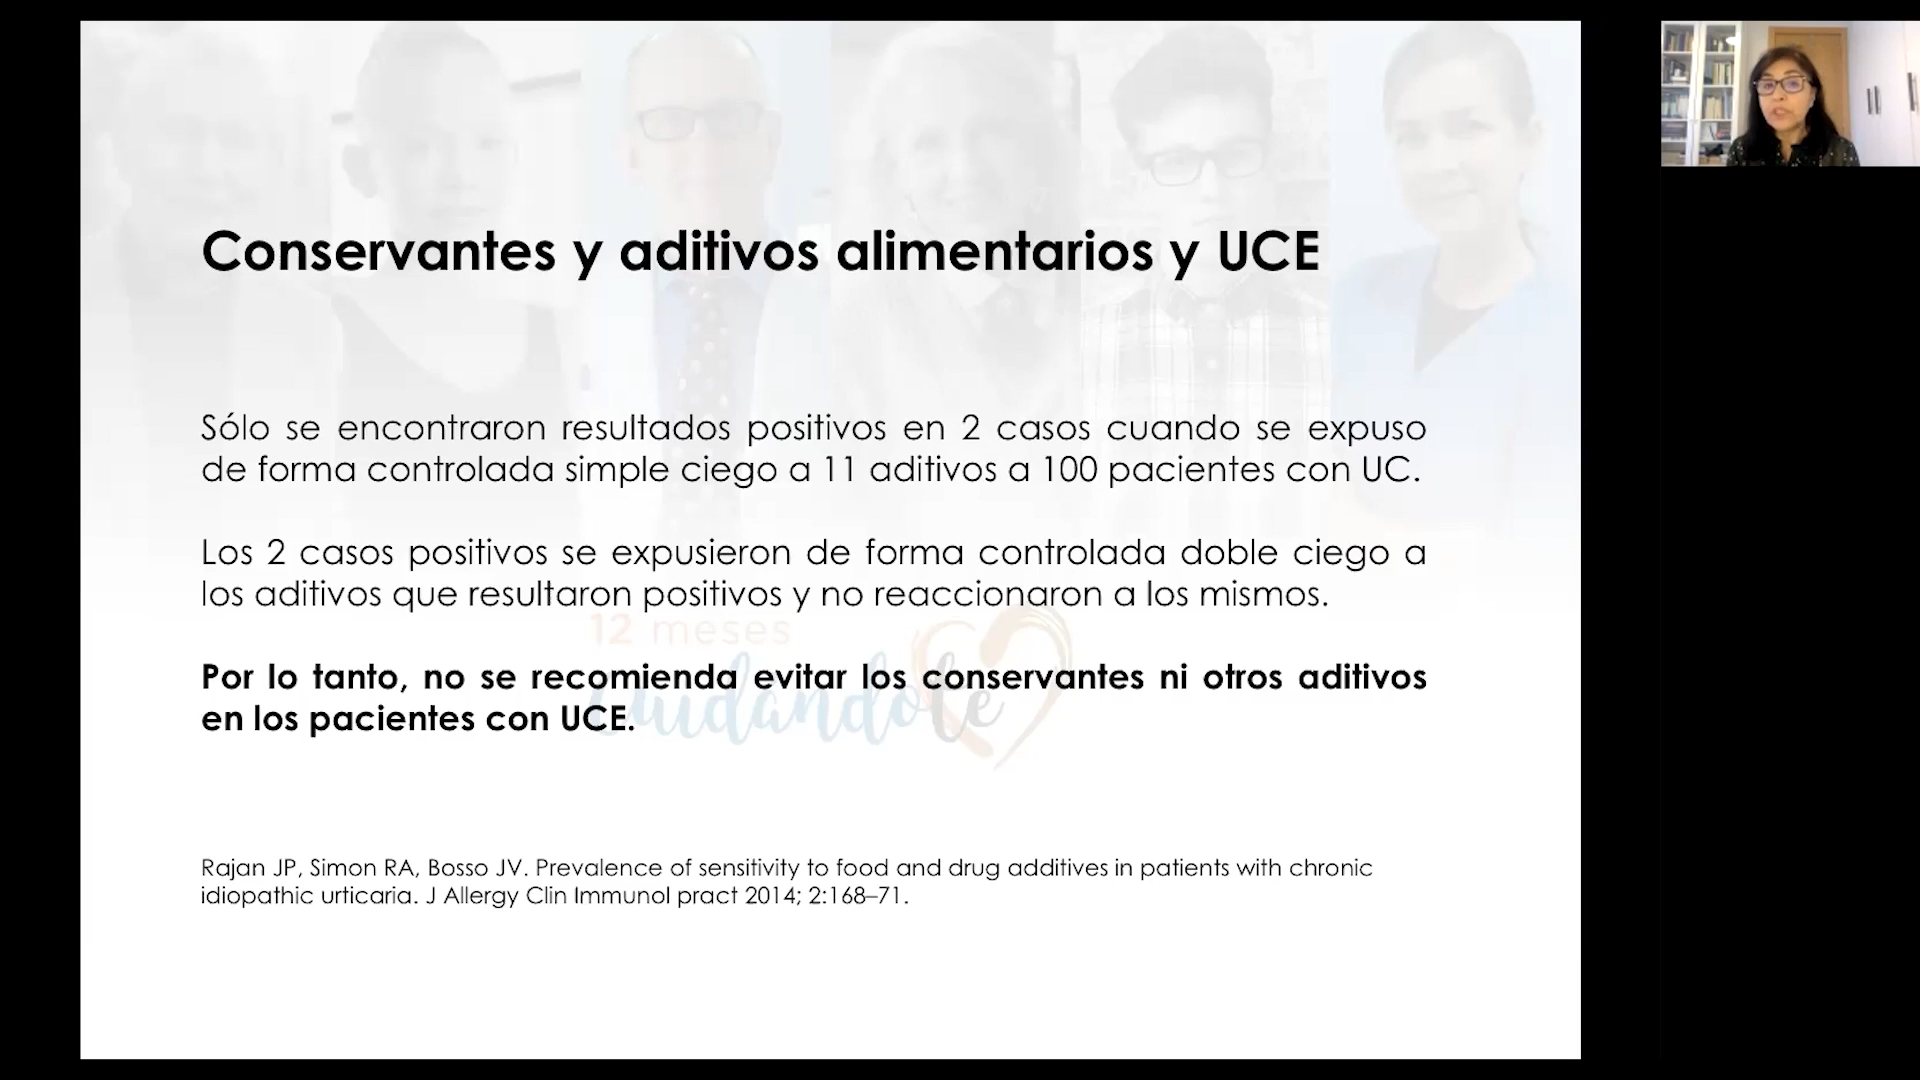 Conservantes y aditivos alimentarios y UCE
Sólo se encontraron resultados positivos en 2 casos cuando se expuso
de forma controlada simple ciego a 11 aditivos a 100 pacientes con UC.
Los 2 casos positivos se expusieron de forma controlada doble ciego a
los aditivos que resultaron positivos y no reaccionaron a los mismos.
12 meses
Cuidándote
Por lo tanto, no se recomienda evitar los conservantes ni otros aditivos
en los pacientes con UCE.
Rajan JP, Simon RA, Bosso JV. Prevalence of sensitivity to food and drug additives in patients with chronic
idiopathic urticaria. J Allergy Clin Immunol pract 2014; 2:168–71.